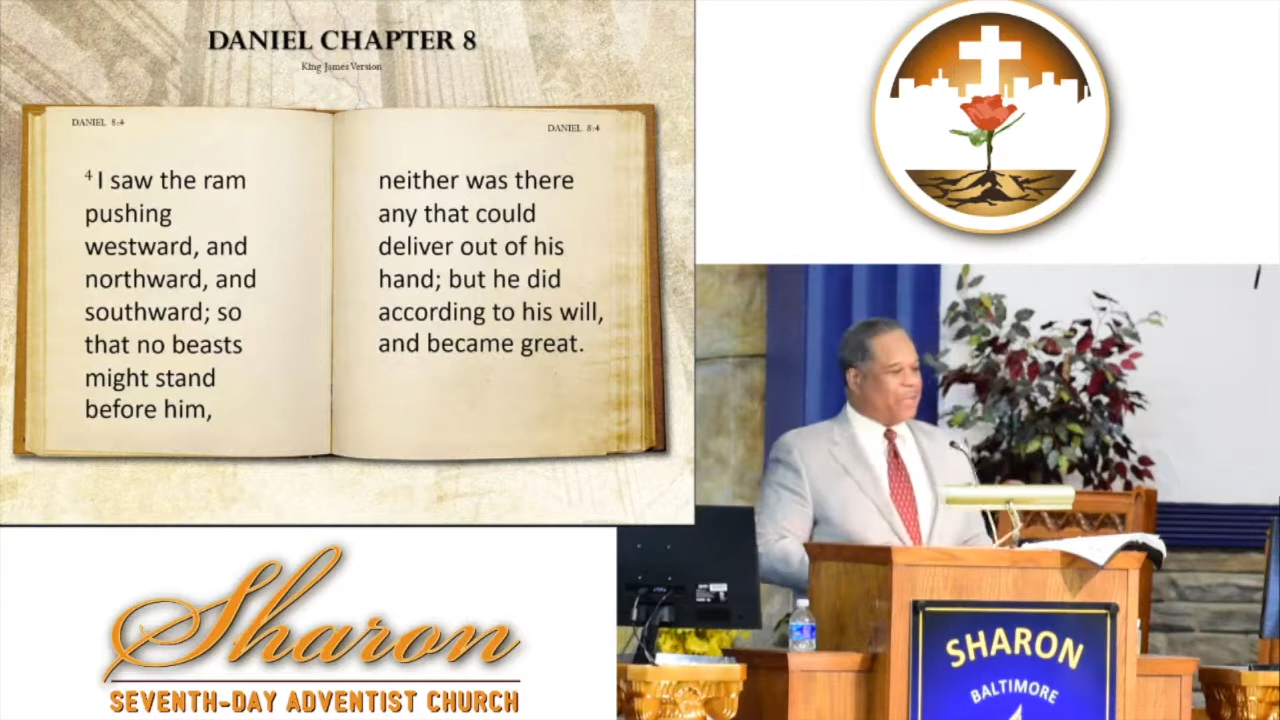 DANIEL CHAPTER 8
King James Version
DANIEL 8:4
4 I saw the ram
pushing
westward, and
northward, and
southward; so
that no beasts
might stand
before him,
DANIEL 8:4
neither was there
any that could
deliver out of his
hand; but he did
according to his will,
and became great.
Sharon
SEVENTH-DAY ADVENTIST CHURCH
SHARON
BALTIMORE